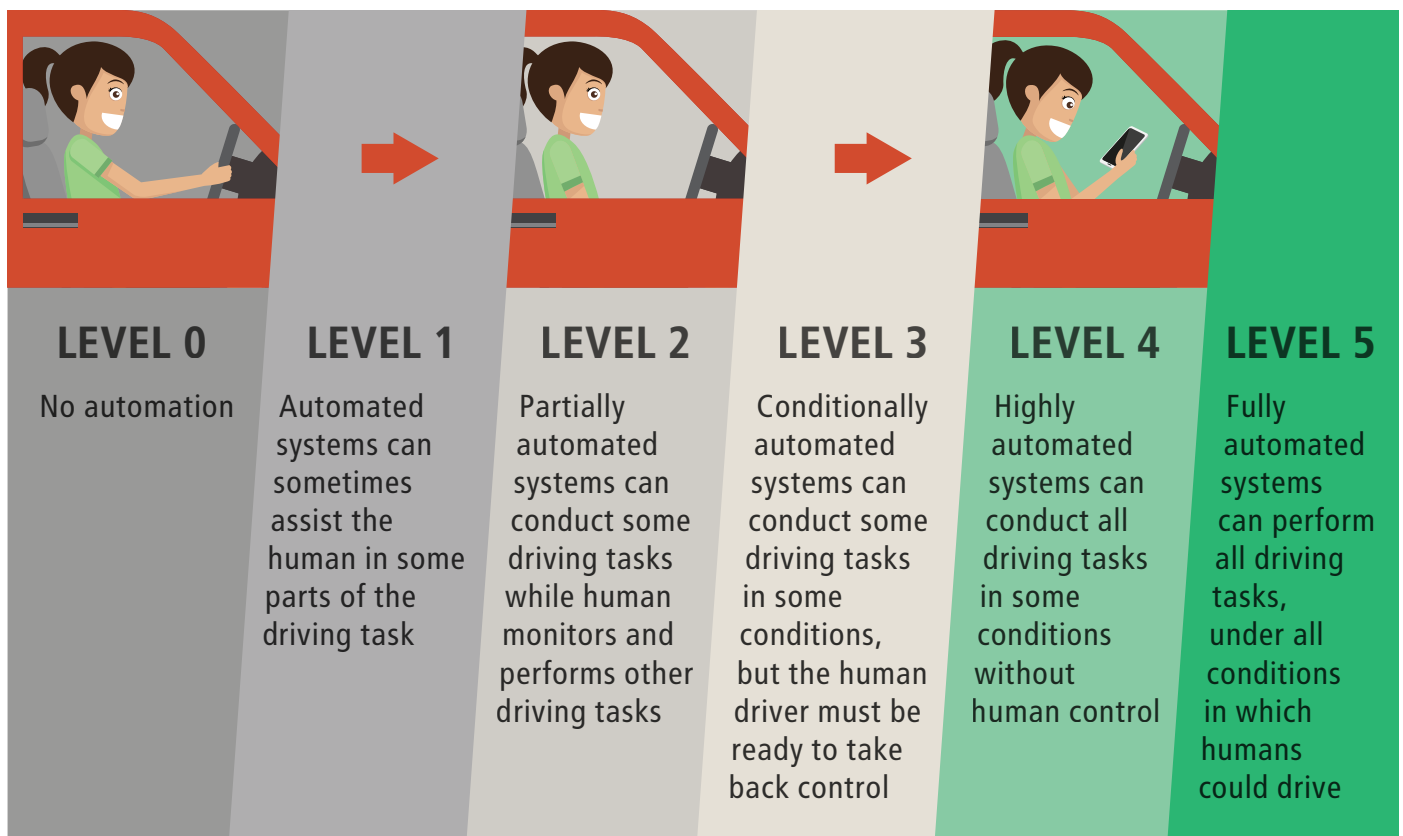 LEVEL 0
No automation
LEVEL 1
Automated
systems can
sometimes
assist the
human in some
parts of the
driving task
LEVEL 2
Partially
automated
systems can
conduct some
driving tasks
while human
monitors and
performs other
driving tasks
LEVEL 3
Conditionally
automated
systems can
conduct some
driving tasks
in some
conditions,
but the human
driver must be
ready to take
back control
LEVEL 4
Highly
automated
systems can
conduct all
driving tasks
in some
conditions
without
human control
LEVEL 5
Fully
automated
systems
can perform
all driving
tasks,
under all
conditions
in which
humans
could drive